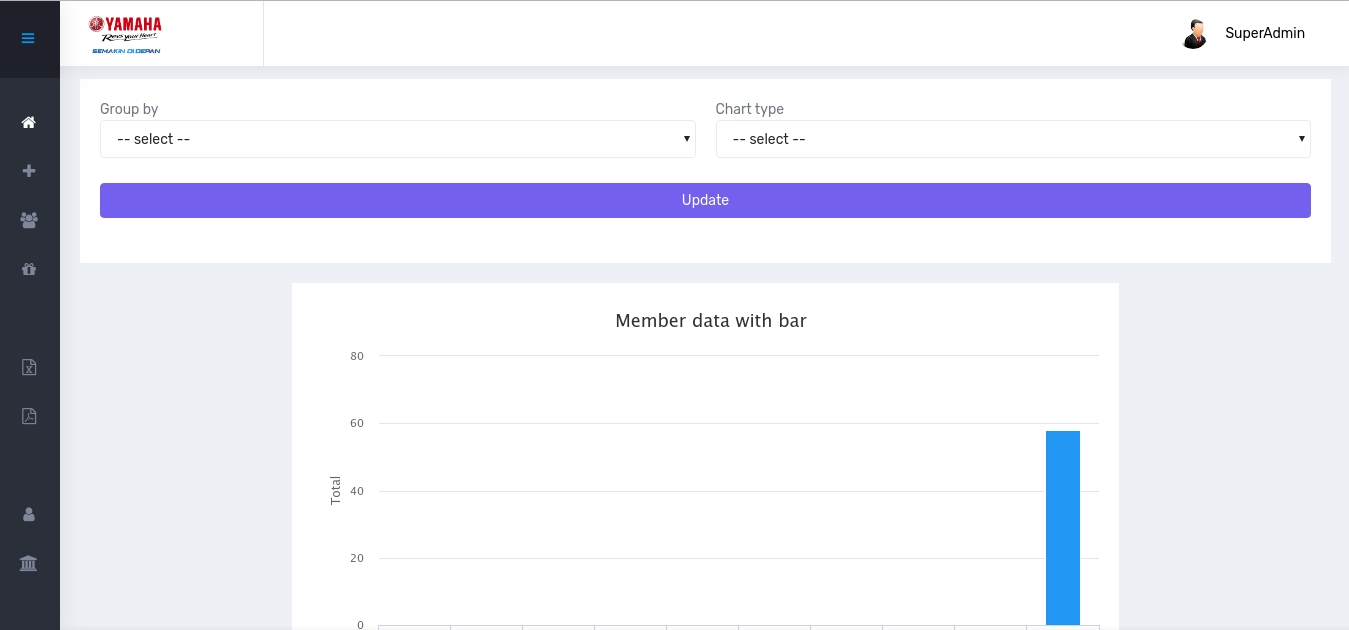 YAMAHA
Revs Your Heart
SEMAKIN DI DEPAN
SuperAdmin
Group by
Chart type
-- select --
-- select --
Update
Member data with bar
80
60
40
20
0
Total